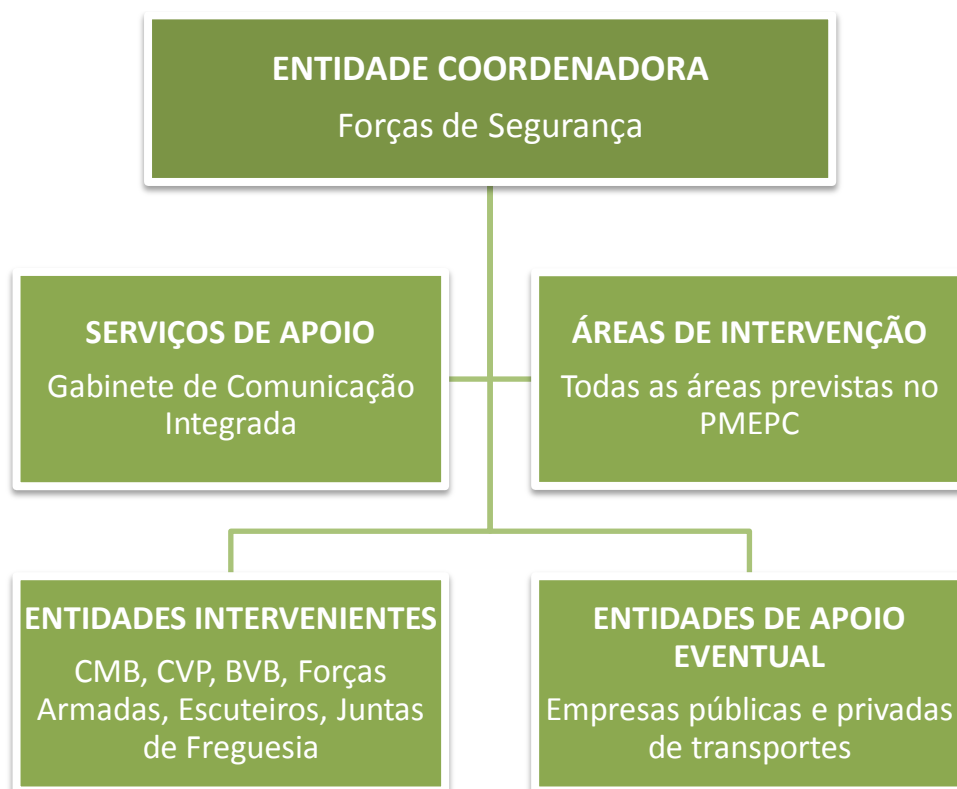 ENTIDADE COORDENADORA
Forças de Segurança
SERVIÇOS DE APOIO
Gabinete de Comunicação
Integrada
ÁREAS DE INTERVENÇÃO
Todas as áreas previstas no
PMEPC
ENTIDADES INTERVENIENTES
CMB, CVP, BVB, Forças
Armadas, Escuteiros, Juntas
de Freguesia
ENTIDADES DE APOIO
EVENTUAL
Empresas públicas e privadas
de transportes